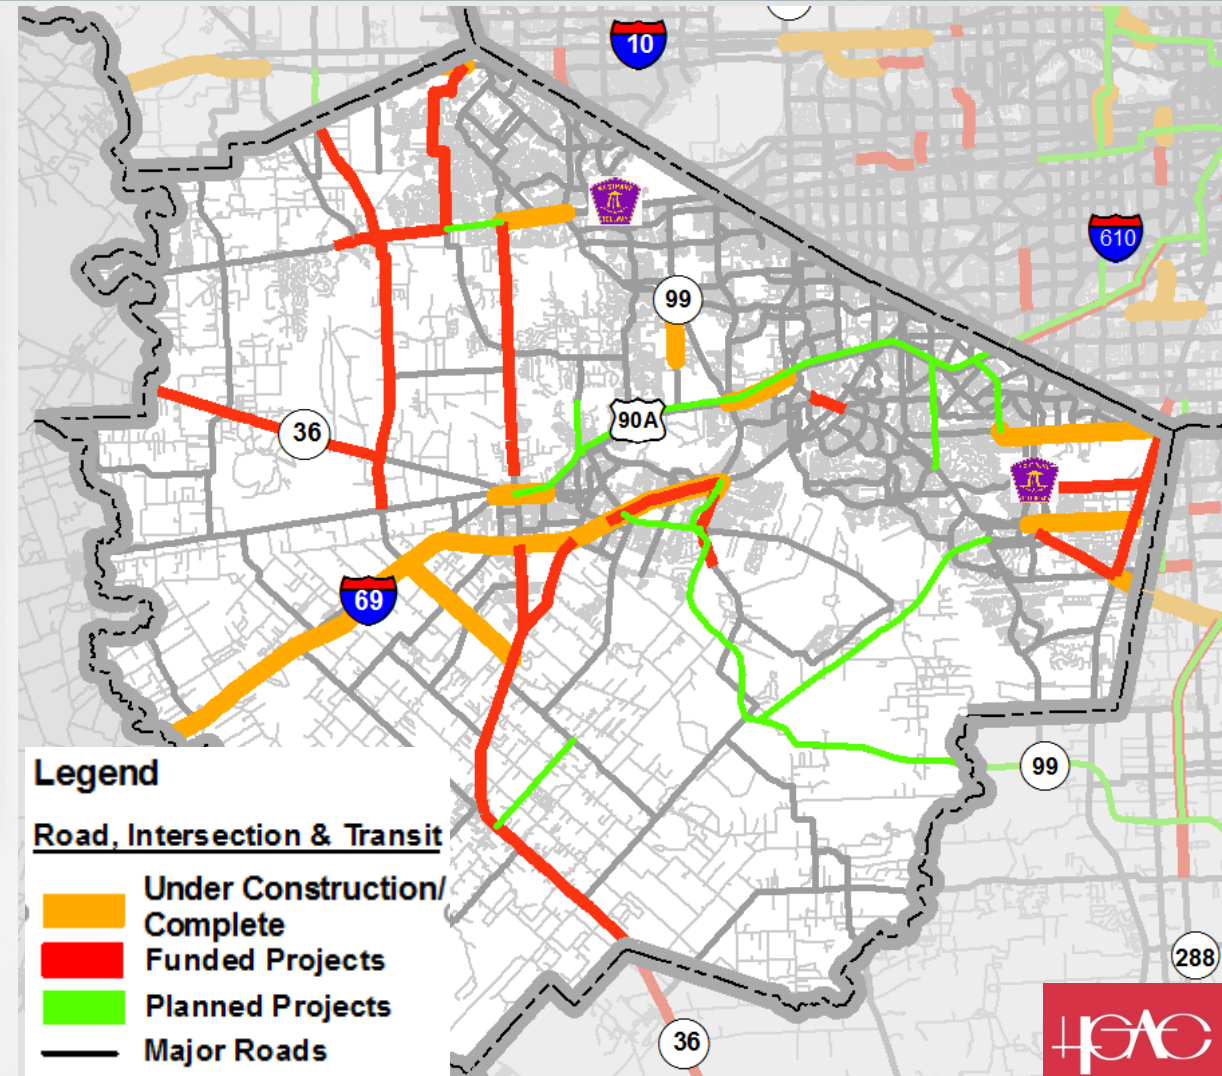 10
610
99
36
90A
69
99
288
36
Legend
Road, Intersection & Transit
Under Construction/
Complete
Funded Projects
Planned Projects
Major Roads